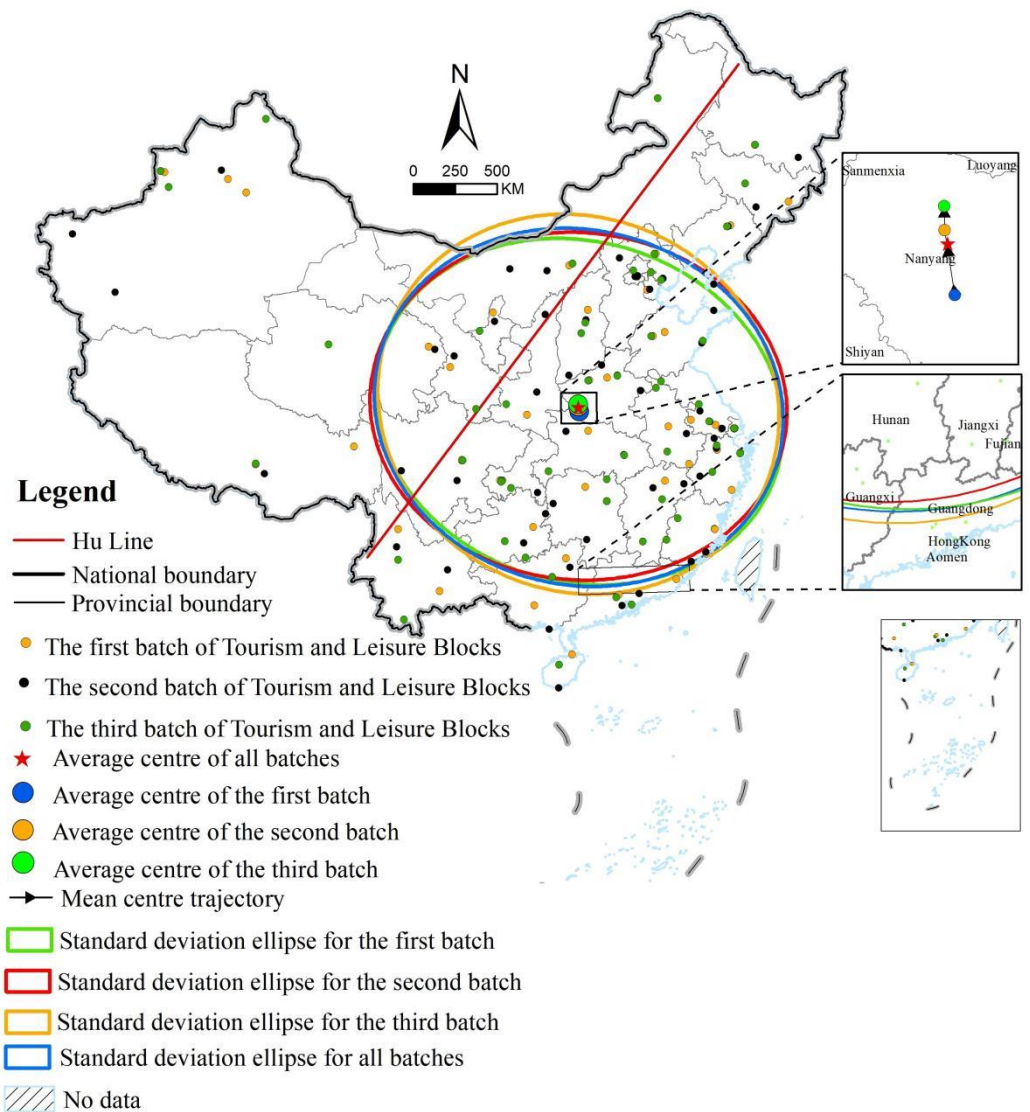 N
0 250 500
KM
Sanmenxia
Luoyang
Nanyang
Shiyan
Hunan
Jiangxi
Fujian
Guangxi
Guangdong
HongKong
Aomen
Legend
Hu Line
National boundary
Provincial boundary
The first batch of Tourism and Leisure Blocks
The second batch of Tourism and Leisure Blocks
The third batch of Tourism and Leisure Blocks
Average centre of all batches
Average centre of the first batch
Average centre of the second batch
Average centre of the third batch
Mean centre trajectory
Standard deviation ellipse for the first batch
Standard deviation ellipse for the second batch
Standard deviation ellipse for the third batch
Standard deviation ellipse for all batches
No data